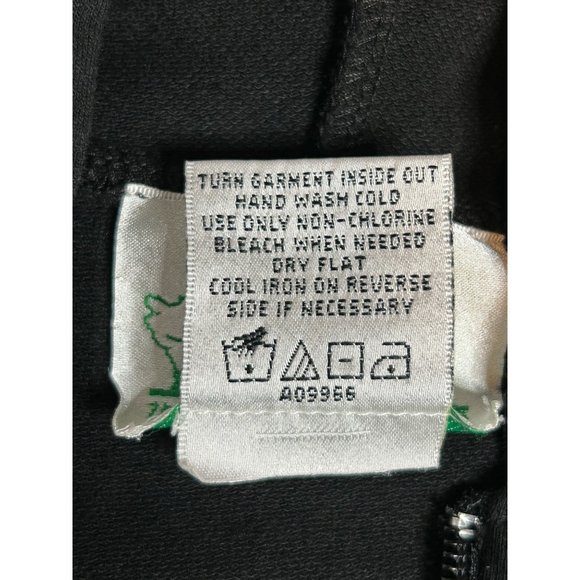 TURN GARMENT INSIDE OUT
HAND WASH COLD
USE ONLY NON-CHLORINE
BLEACH WHEN NEEDED
DRY FLAT
COOL IRON ON REVERSE
SIDE IF NECESSARY
A09966